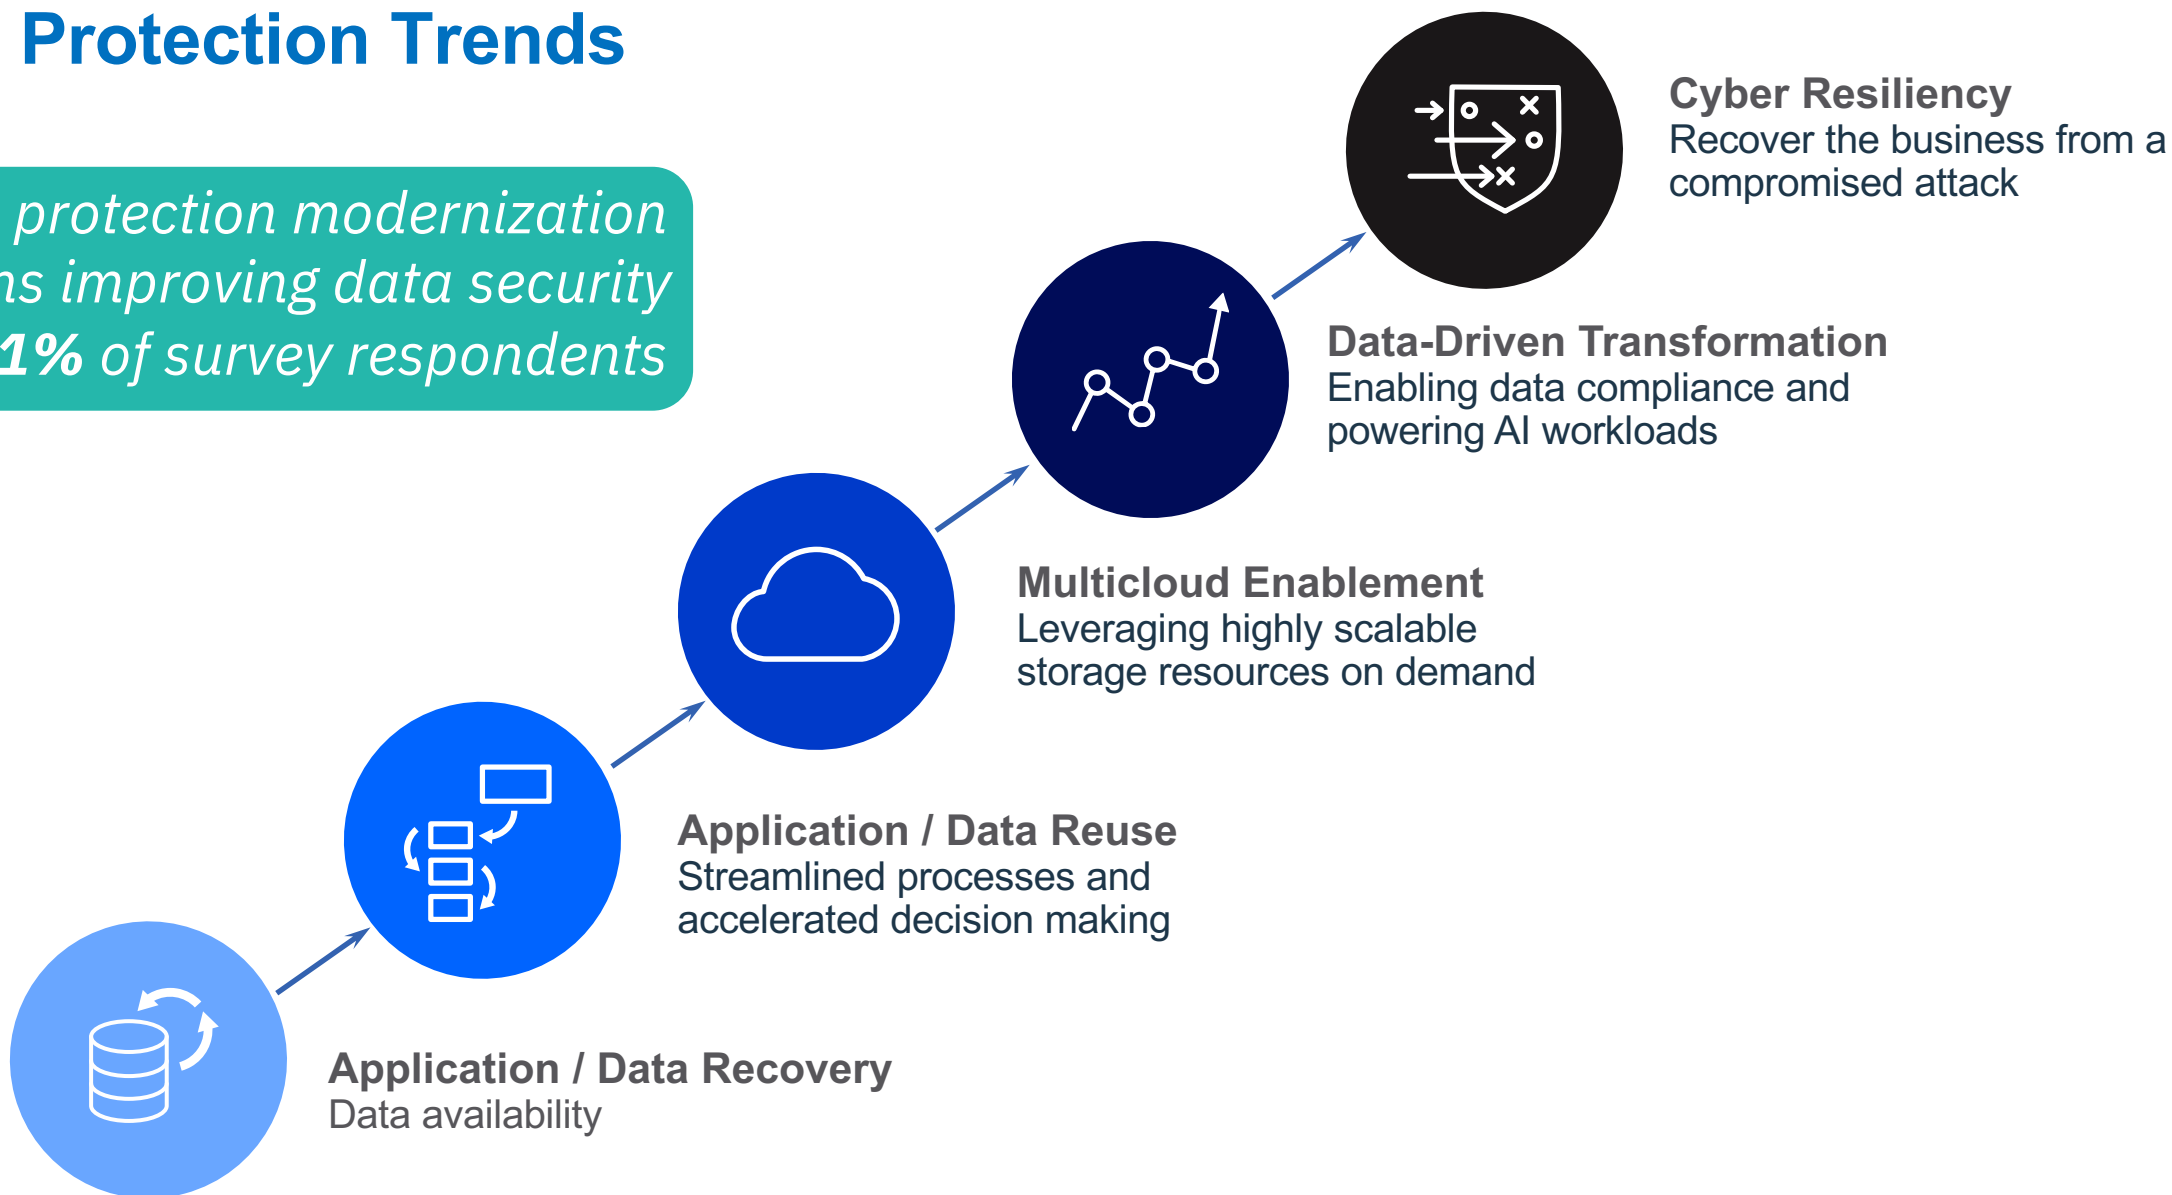 Protection Trends
protection modernization
improving data security
of survey respondents
Cyber Resiliency
Recover the business from a
compromised attack
Data-Driven Transformation
Enabling data compliance and
powering AI workloads
Multicloud Enablement
Leveraging highly scalable
storage resources on demand
Application / Data Reuse
Streamlined processes and
accelerated decision making
Application / Data Recovery
Data availability